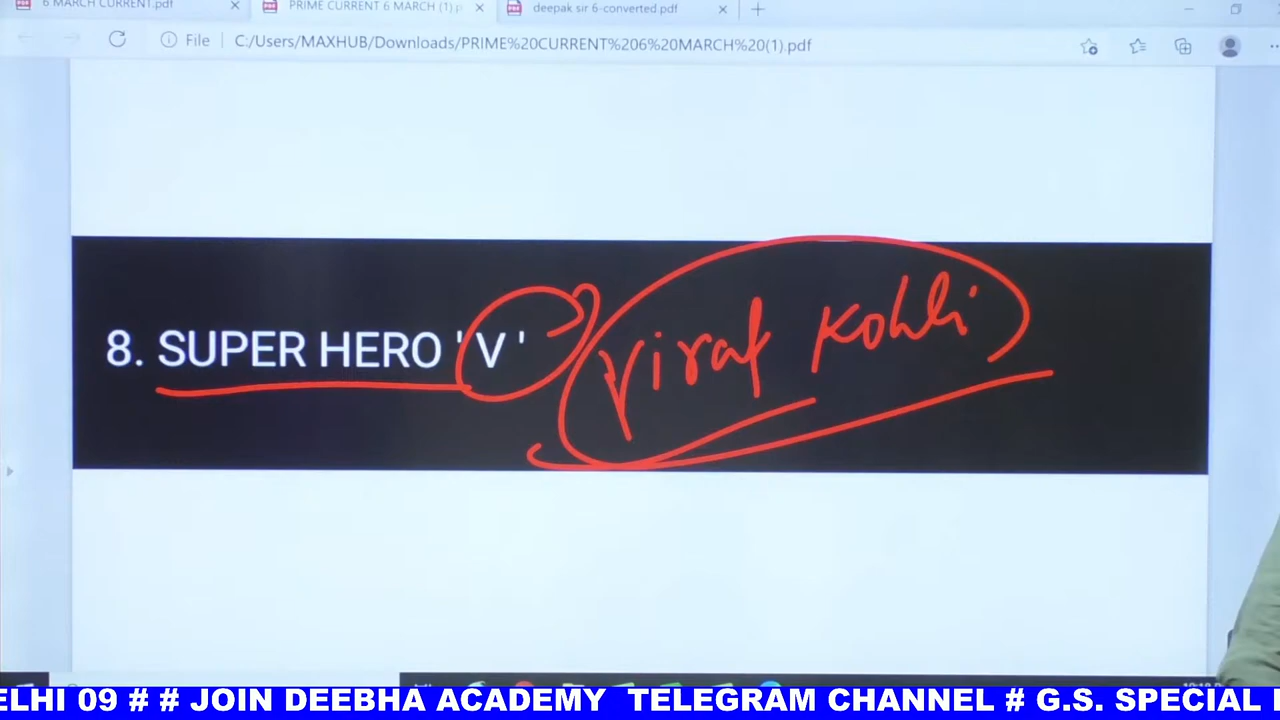 6 MARCH CURRENT.pdf
PRIME CURRENT 6 MARCH (1).p
deepak sir 6-converted.pdf
File
C:/Users/MAXHUB/Downloads/PRIME%20CURRENT%206%20MARCH%20(1).pdf
8. SUPER HERO ' V '
Virat Kohli
ELHI 09 # # JOIN DEEBHA ACADEMY TELEGRAM CHANNEL # G.S. SPECIAL